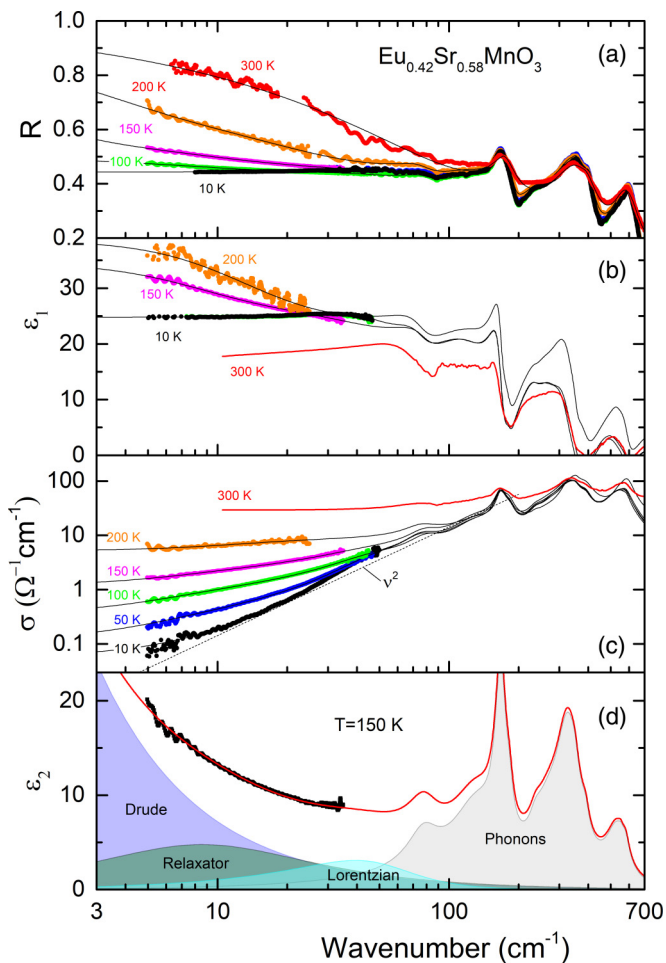 1.0
0.8
0.6
0.4
0.2
R
Eu0.42Sr0.58MnO3
(a)
300 K
200 K
150 K
100 K
10 K
30
20
10
0
ε1
(b)
200 K
150 K
10 K
300 K
100
10
1
0.1
σ (Ω⁻¹cm⁻¹)
(c)
300 K
200 K
150 K
100 K
50 K
10 K
ν²
20
10
0
ε2
(d)
T=150 K
Drude
Relaxator
Lorentzian
Phonons
3
10
100
700
Wavenumber (cm⁻¹)